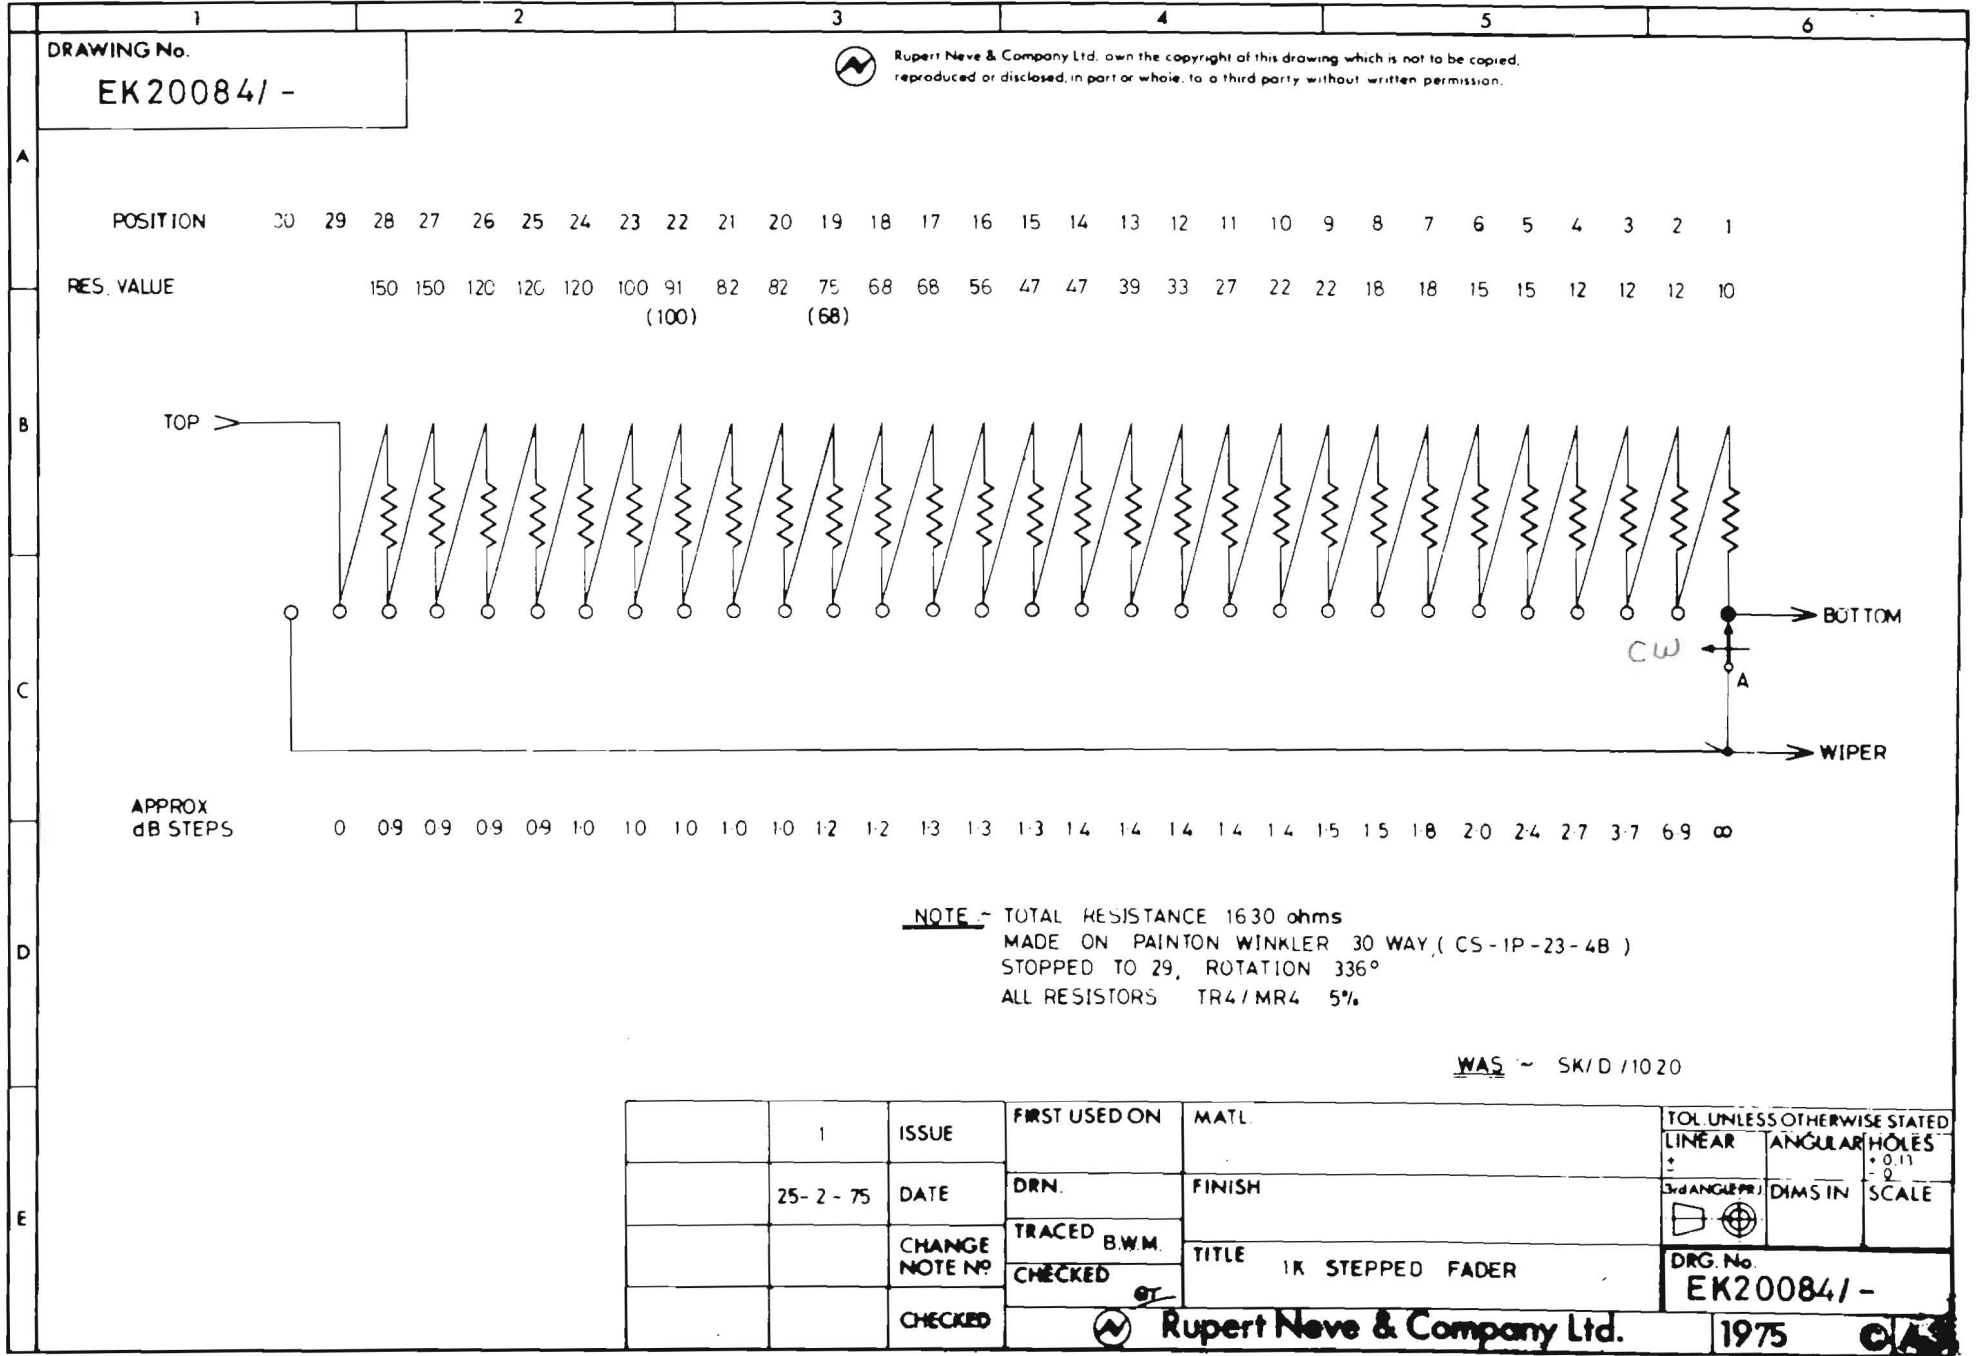 1 2 3 4 5 6
DRAWING No.
EK20084/-
Rupert Neve & Company Ltd. own the copyright of this drawing which is not to be copied,
reproduced or disclosed, in part or whole, to a third party without written permission.
A
POSITION 30 29 28 27 26 25 24 23 22 21 20 19 18 17 16 15 14 13 12 11 10 9 8 7 6 5 4 3 2 1
RES. VALUE 150 150 120 120 120 100 91 82 82 75 68 68 56 47 47 39 33 27 22 22 18 18 15 15 12 12 12 10
(100) (68)
B
TOP
BOTTOM
CW
A
C
WIPER
APPROX
dB STEPS 0 0·9 0·9 0·9 0·9 1·0 1·0 1·0 1·0 1·0 1·2 1·2 1·3 1·3 1·3 1·4 1·4 1·4 1·4 1·4 1·5 1·5 1·8 2·0 2·4 2·7 3·7 6·9 ∞
D
NOTE:- TOTAL RESISTANCE 1630 ohms
MADE ON PAINTON WINKLER 30 WAY,( CS-1P-23-4B )
STOPPED TO 29, ROTATION 336°
ALL RESISTORS TR4/MR4 5%
WAS ~ SK/D/1020
E
1 ISSUE
25-2-75 DATE
CHANGE
NOTE Nº
CHECKED
FIRST USED ON
DRN.
TRACED B.W.M.
CHECKED
MATL.
FINISH
TITLE 1K STEPPED FADER
TOL. UNLESS OTHERWISE STATED
LINEAR ANGULAR HOLES
± + 0.13
- 0
3rd ANGLE PRJ. DIMS IN SCALE
DRG. No.
EK20084/-
Rupert Neve & Company Ltd. 1975 ©